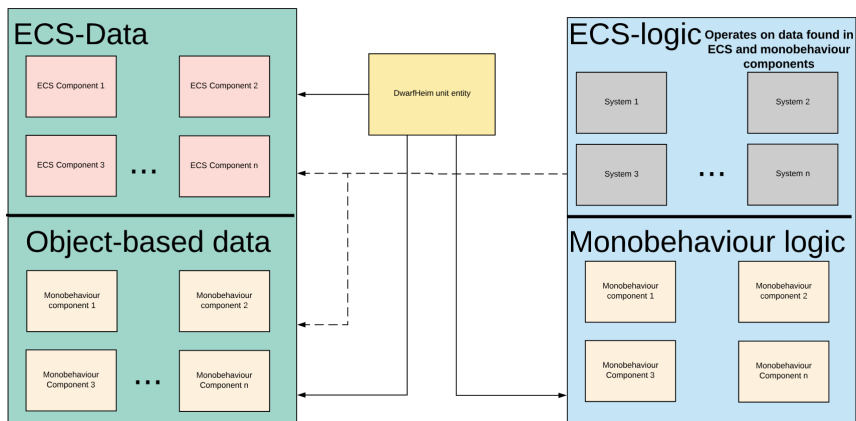 ECS-Data
ECS Component 1
ECS Component 2
ECS Component 3
...
ECS Component n
Object-based data
Monobehaviour
component 1
Monobehaviour
component 2
Monobehaviour
Component 3
...
Monobehaviour
Component n
DwarfHeim unit entity
ECS-logic
Operates on data found in
ECS and monobehaviour
components
System 1
System 2
System 3
...
System n
Monobehaviour logic
Monobehaviour
component 1
Monobehaviour
component 2
Monobehaviour
Component 3
Monobehaviour
Component n